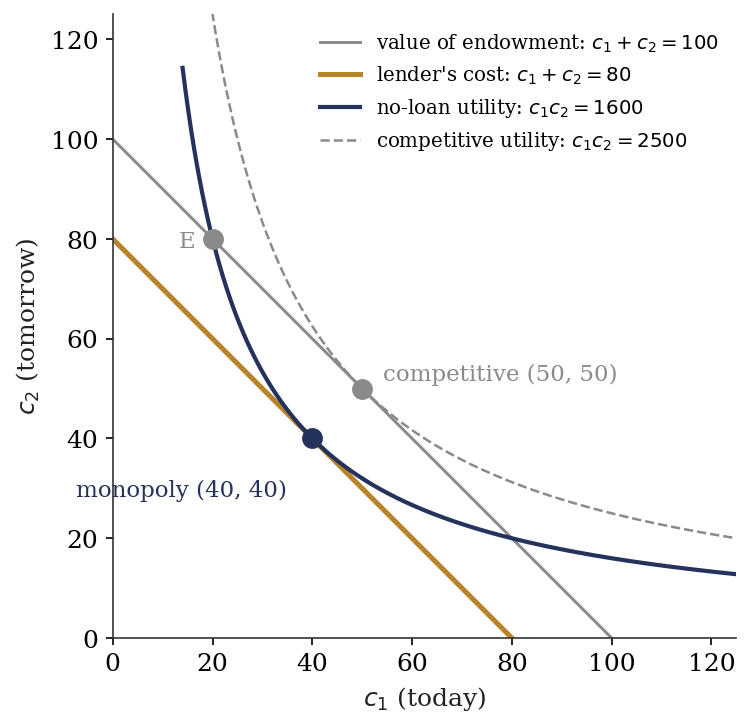 value of endowment: c₁ + c₂ = 100
lender's cost: c₁ + c₂ = 80
no-loan utility: c₁c₂ = 1600
competitive utility: c₁c₂ = 2500
120
100
80
60
40
20
0
c₂ (tomorrow)
E
competitive (50, 50)
monopoly (40, 40)
0 20 40 60 80 100 120
c₁ (today)